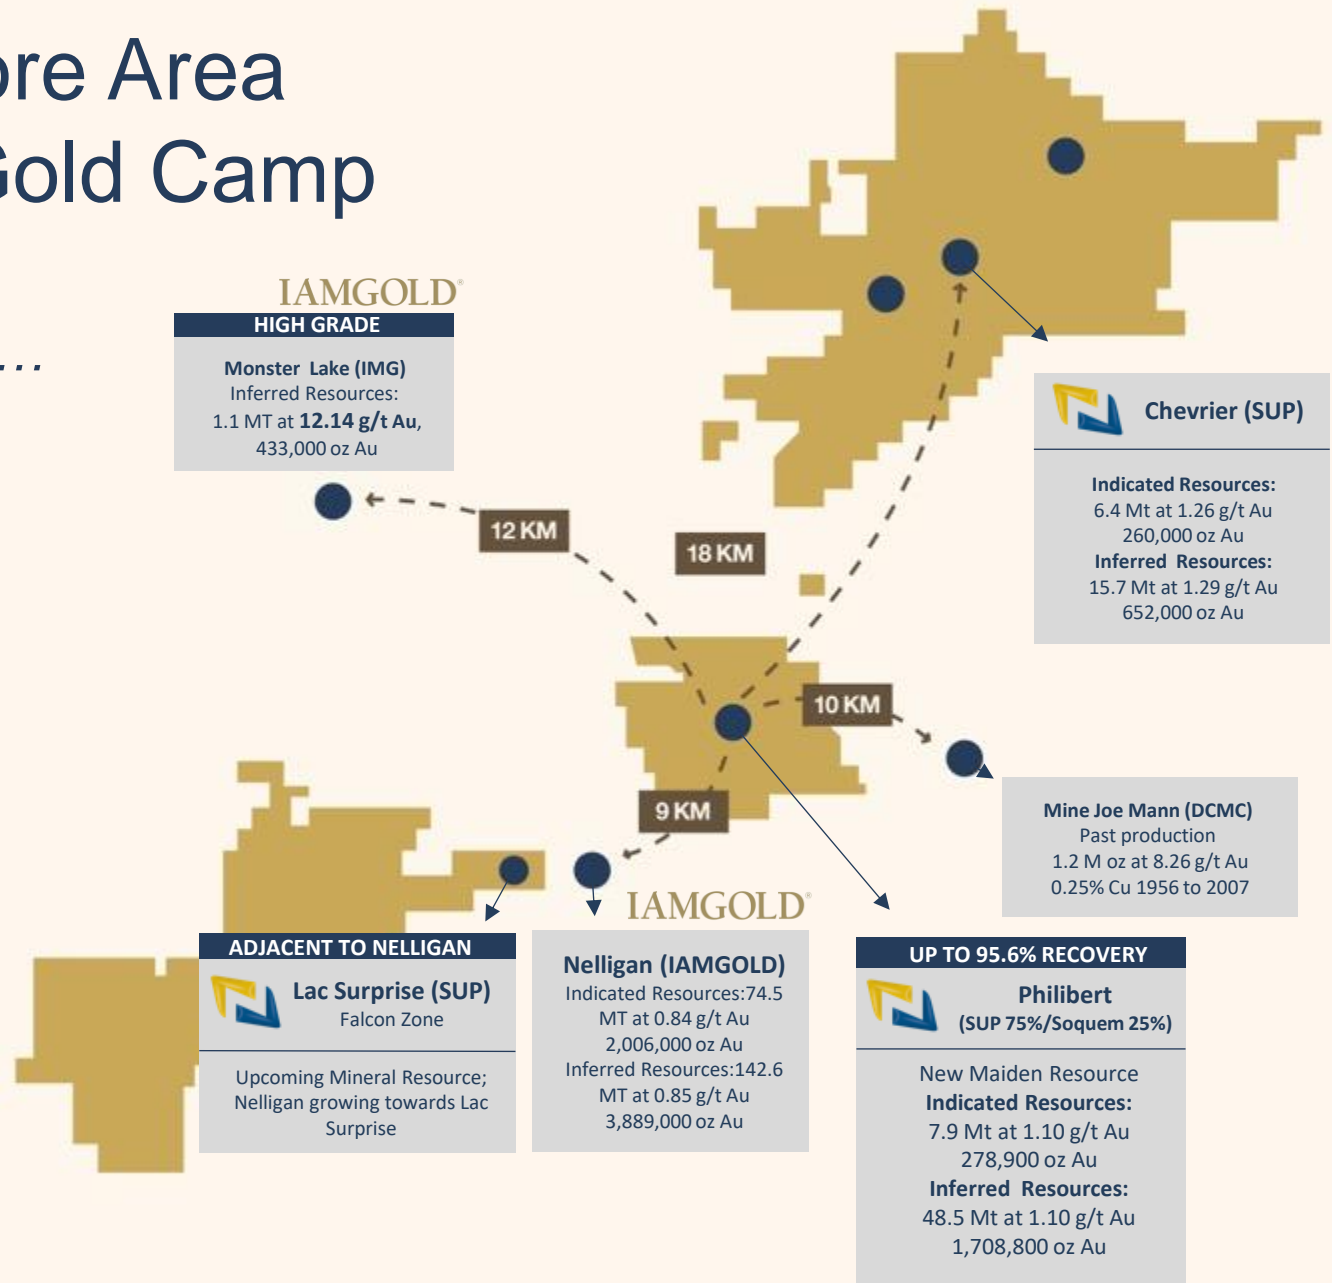 ore Area
Gold Camp
...
IAMGOLD®
HIGH GRADE
Monster Lake (IMG)
Inferred Resources:
1.1 MT at 12.14 g/t Au,
433,000 oz Au
12 KM
18 KM
Chevrier (SUP)
Indicated Resources:
6.4 Mt at 1.26 g/t Au
260,000 oz Au
Inferred Resources:
15.7 Mt at 1.29 g/t Au
652,000 oz Au
10 KM
9 KM
Mine Joe Mann (DCMC)
Past production
1.2 M oz at 8.26 g/t Au
0.25% Cu 1956 to 2007
IAMGOLD®
ADJACENT TO NELLIGAN
Lac Surprise (SUP)
Falcon Zone
Upcoming Mineral Resource;
Nelligan growing towards Lac
Surprise
Nelligan (IAMGOLD)
Indicated Resources:74.5
MT at 0.84 g/t Au
2,006,000 oz Au
Inferred Resources:142.6
MT at 0.85 g/t Au
3,889,000 oz Au
UP TO 95.6% RECOVERY
Philibert
(SUP 75%/Soquem 25%)
New Maiden Resource
Indicated Resources:
7.9 Mt at 1.10 g/t Au
278,900 oz Au
Inferred Resources:
48.5 Mt at 1.10 g/t Au
1,708,800 oz Au